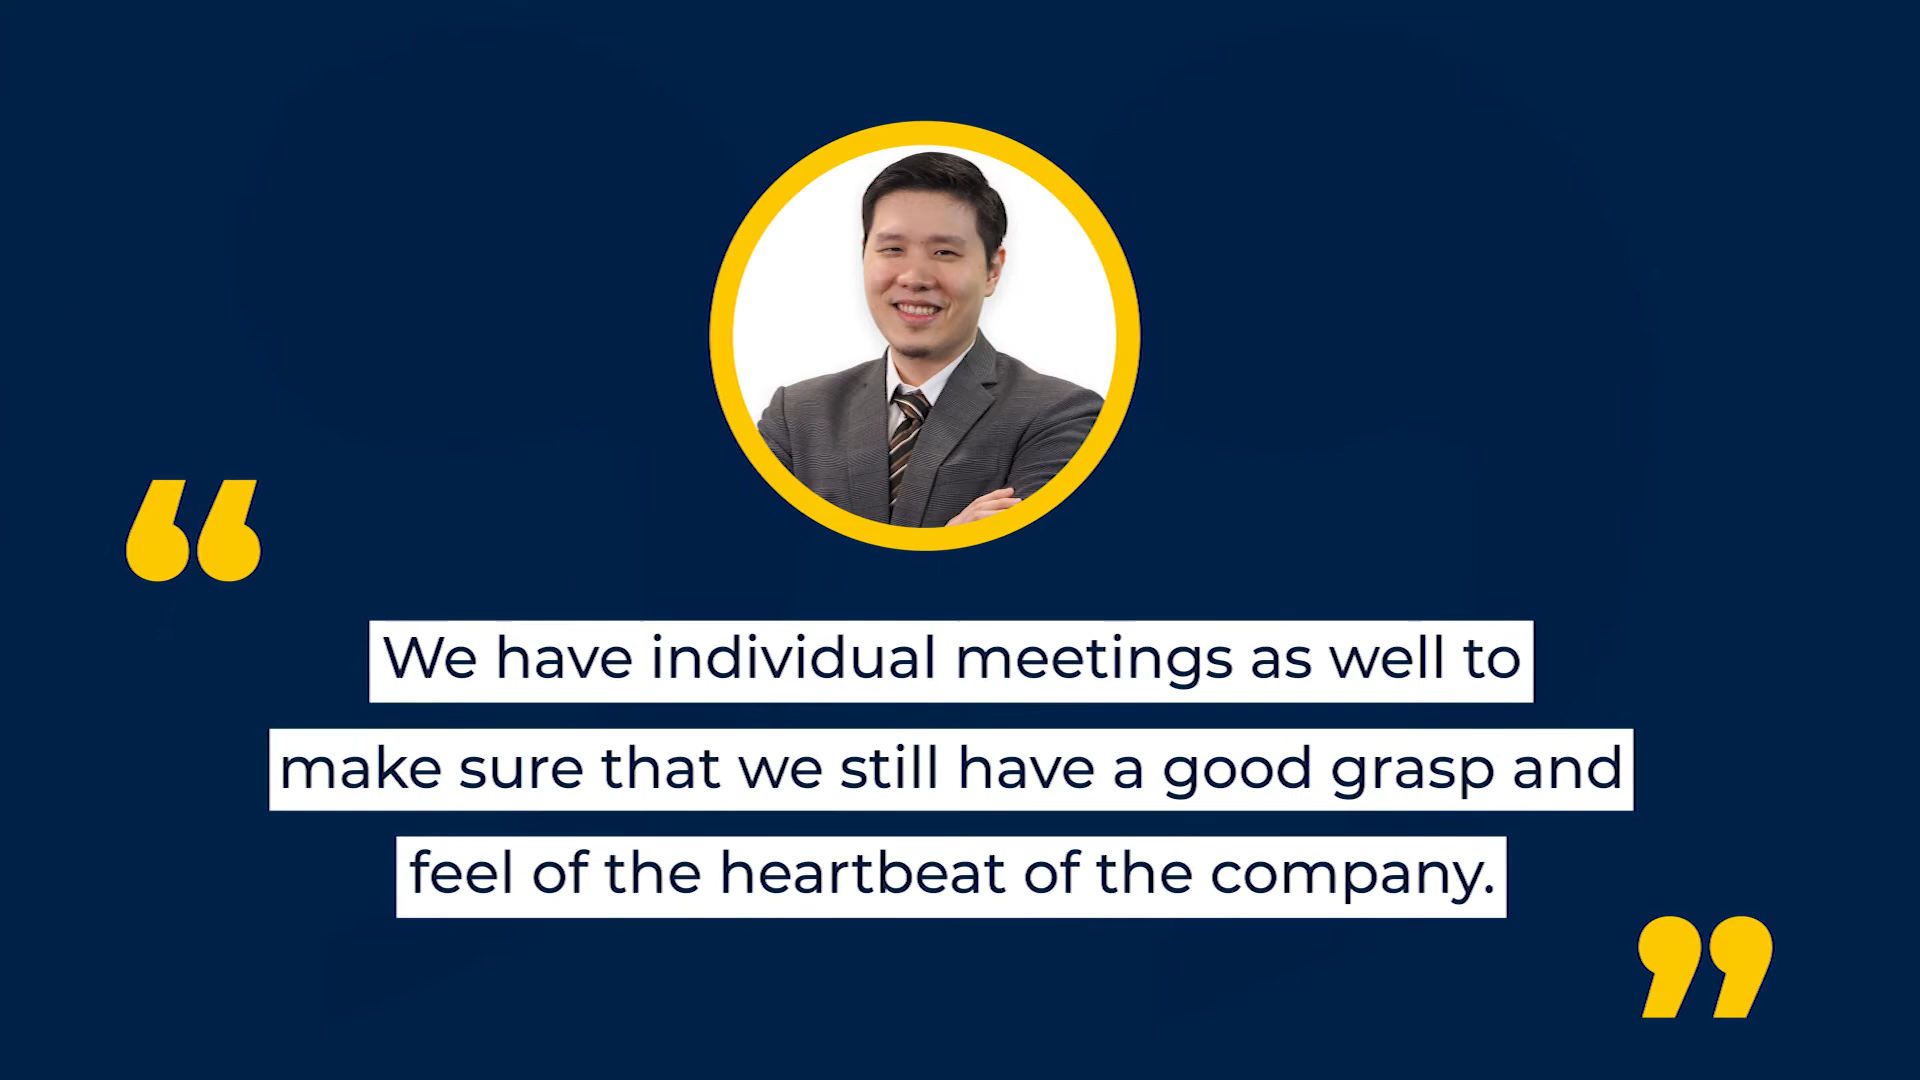 “
We have individual meetings as well to
make sure that we still have a good grasp and
feel of the heartbeat of the company.
”